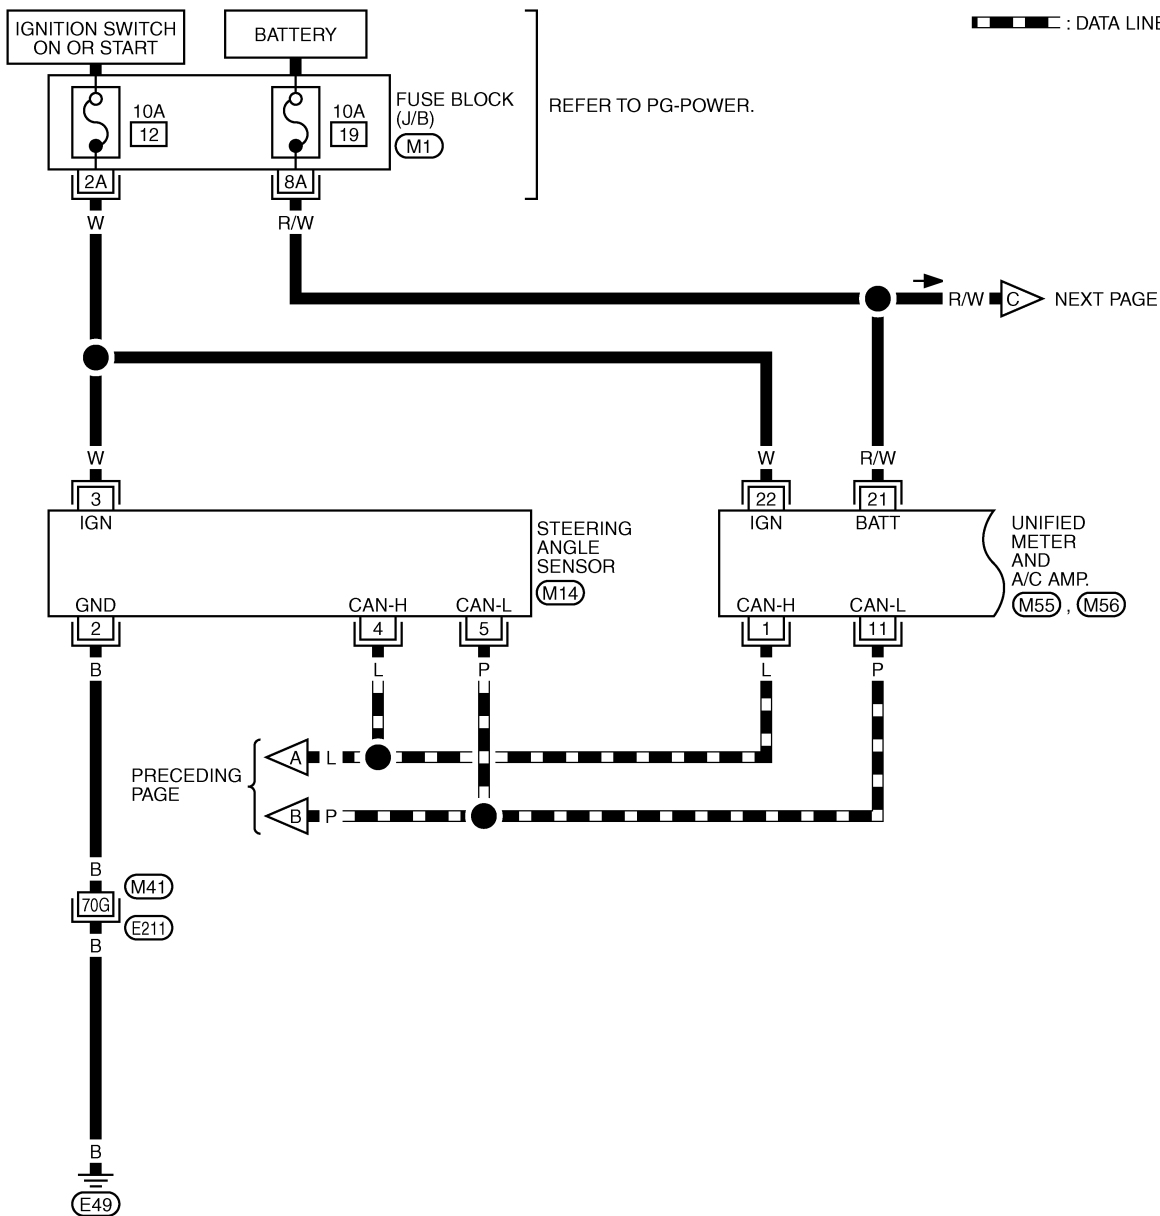 IGNITION SWITCH
ON OR START
BATTERY
: DATA LINE
10A
12
10A
19
FUSE BLOCK
(J/B)
M1
REFER TO PG-POWER.
2A
8A
W
R/W
R/W
C
NEXT PAGE
W
W
R/W
3
22
21
IGN
IGN
BATT
STEERING
ANGLE
SENSOR
M14
UNIFIED
METER
AND
A/C AMP.
M55 , M56
GND
CAN-H
CAN-L
CAN-H
CAN-L
2
4
5
1
11
B
L
P
L
P
A
L
PRECEDING
PAGE
B
P
B
M41
70G
E211
B
B
E49